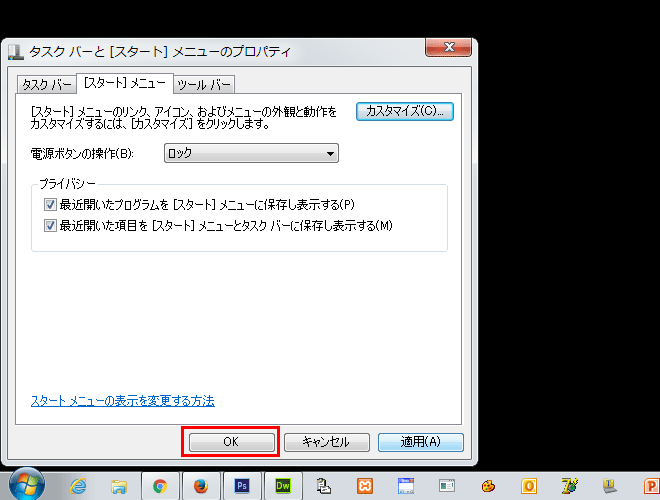 タスク バーと [スタート] メニューのプロパティ
タスク バー [スタート] メニュー ツール バー
[スタート] メニューのリンク、アイコン、およびメニューの外観と動作を
カスタマイズするには、[カスタマイズ] をクリックします。
カスタマイズ(C)...
電源ボタンの操作(B): ロック
プライバシー
最近開いたプログラムを [スタート] メニューに保存し表示する(P)
最近開いた項目を [スタート] メニューとタスク バーに保存し表示する(M)
スタート メニューの表示を変更する方法
OK キャンセル 適用(A)
Ps Dw